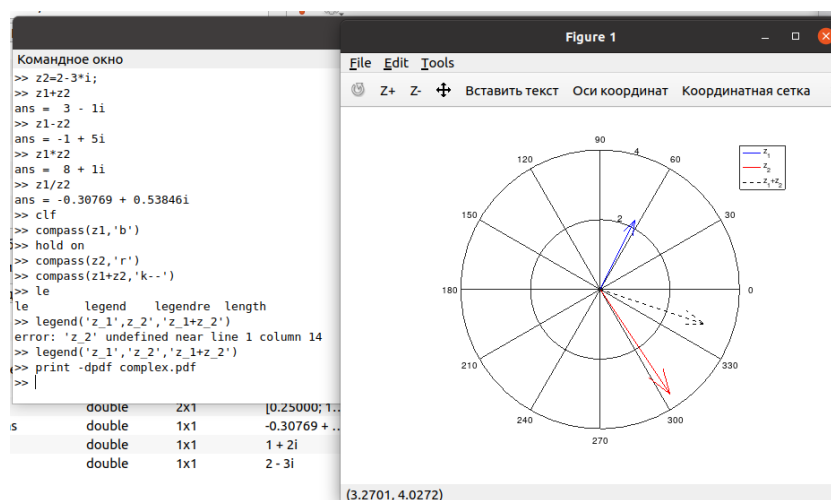 Командное окно
>> z2=2-3*i;
>> z1+z2
ans =  3 - 1i
>> z1-z2
ans = -1 + 5i
>> z1*z2
ans =  8 + 1i
>> z1/z2
ans = -0.30769 + 0.53846i
>> clf
>> compass(z1,'b')
>> hold on
>> compass(z2,'r')
>> compass(z1+z2,'k--')
>> le
le        legend    legendre  length
>> legend('z_1',z_2','z_1+z_2')
error: 'z_2' undefined near line 1 column 14
>> legend('z_1','z_2','z_1+z_2')
>> print -dpdf complex.pdf
>>
double 2x1 [0.25000; 1..
double 1x1 -0.30769 + ..
double 1x1 1 + 2i
double 1x1 2 - 3i
Figure 1
File Edit Tools
Z+ Z- Вставить текст Оси координат Координатная сетка
90
120 4 60
150 2 30
180 0
210 330
240 300
270
z1
z2
z1+z2
(3.2701, 4.0272)